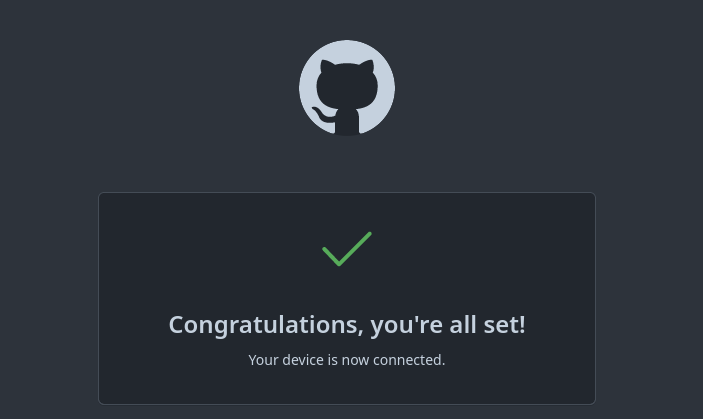 Congratulations, you're all set!
Your device is now connected.